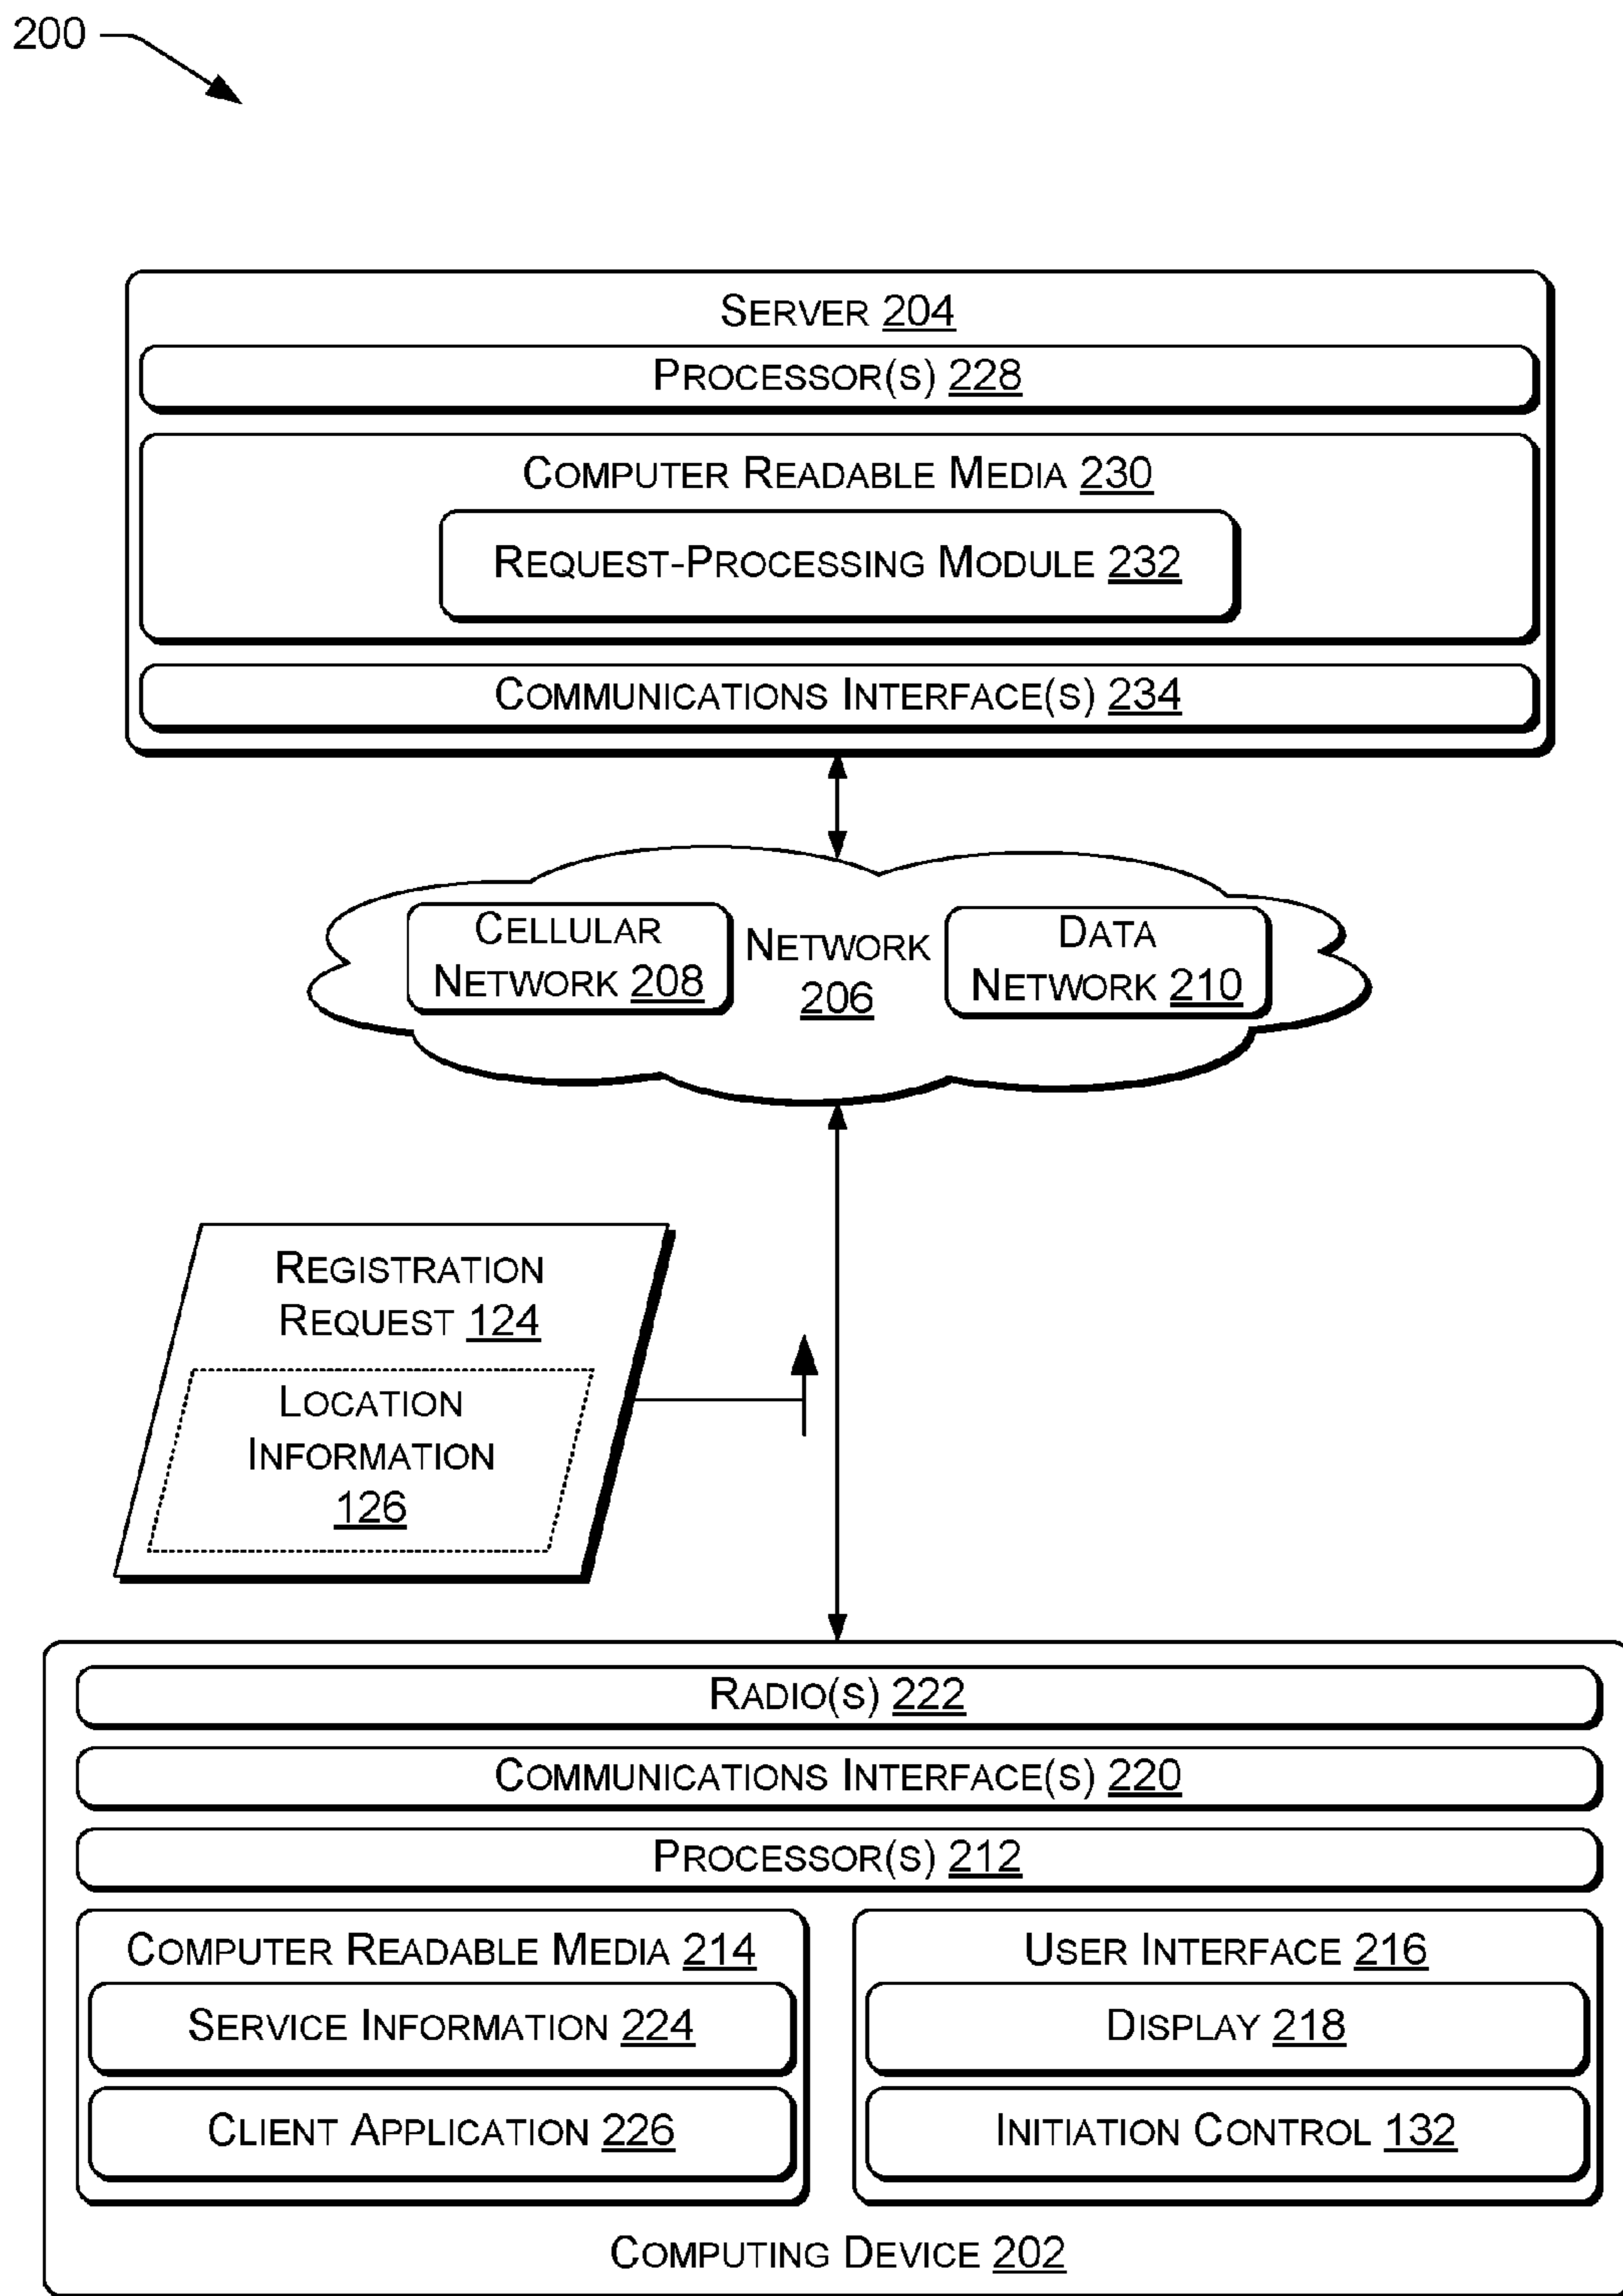 200
SERVER 204
PROCESSOR(S) 228
COMPUTER READABLE MEDIA 230
REQUEST-PROCESSING MODULE 232
COMMUNICATIONS INTERFACE(S) 234
CELLULAR
NETWORK 208
NETWORK
206
DATA
NETWORK 210
REGISTRATION
REQUEST 124
LOCATION
INFORMATION
126
RADIO(S) 222
COMMUNICATIONS INTERFACE(S) 220
PROCESSOR(S) 212
COMPUTER READABLE MEDIA 214
SERVICE INFORMATION 224
CLIENT APPLICATION 226
USER INTERFACE 216
DISPLAY 218
INITIATION CONTROL 132
COMPUTING DEVICE 202